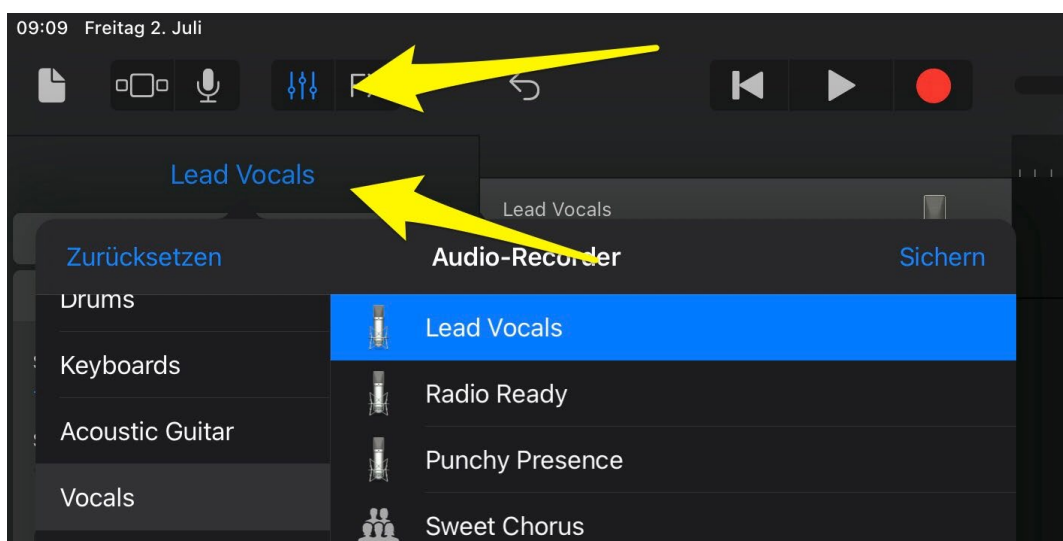 09:09 Freitag 2. Juli
Lead Vocals
Lead Vocals
Zurücksetzen Audio-Recorder Sichern
Drums
Keyboards
Acoustic Guitar
Vocals
Lead Vocals
Radio Ready
Punchy Presence
Sweet Chorus